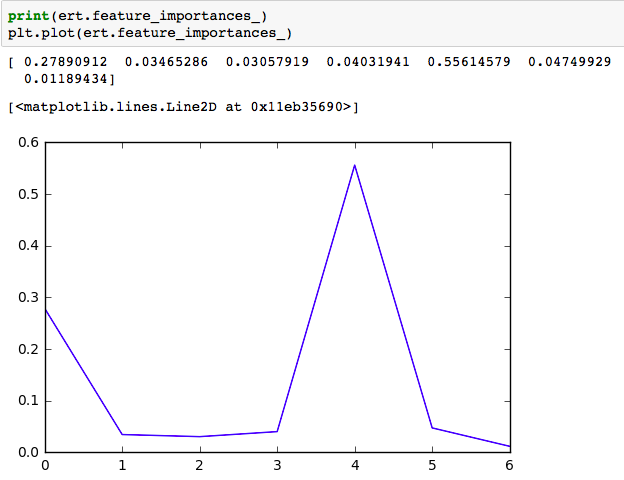 print(ert.feature_importances_)
plt.plot(ert.feature_importances_)
[ 0.27890912  0.03465286  0.03057919  0.04031941  0.55614579  0.04749929
  0.01189434]
[<matplotlib.lines.Line2D at 0x11eb35690>]
0.6
0.5
0.4
0.3
0.2
0.1
0.0
0 1 2 3 4 5 6